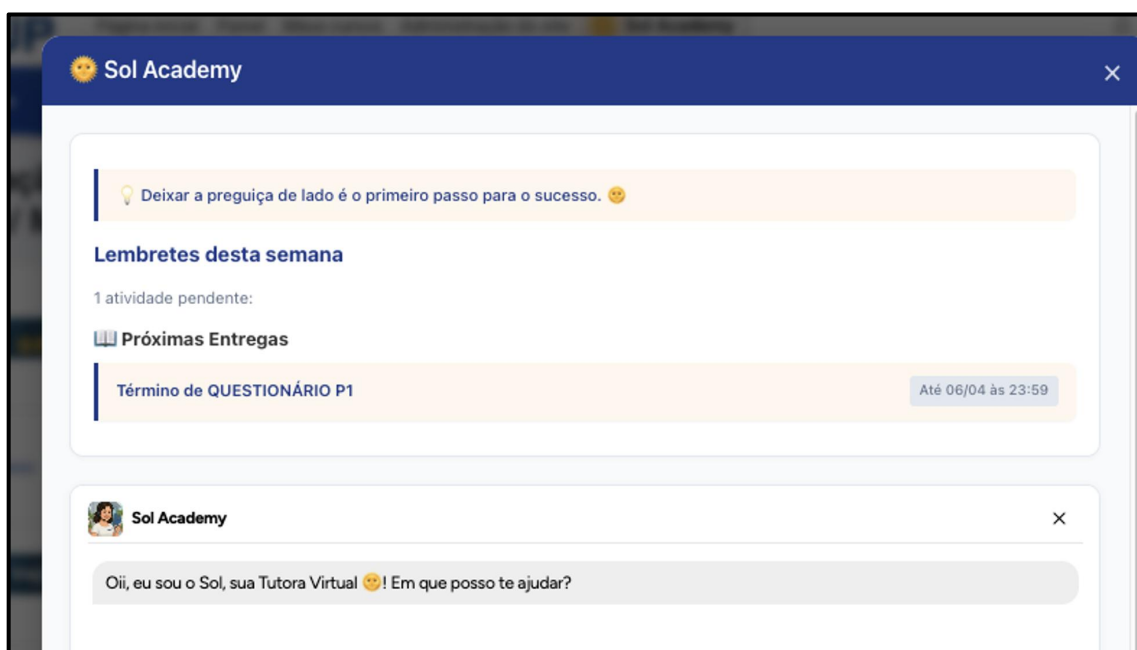 🌞 Sol Academy
×
💡 Deixar a preguiça de lado é o primeiro passo para o sucesso. 🌞
Lembretes desta semana
1 atividade pendente:
📖 Próximas Entregas
Término de QUESTIONÁRIO P1
Até 06/04 às 23:59
Sol Academy
×
Oii, eu sou o Sol, sua Tutora Virtual 🌞! Em que posso te ajudar?